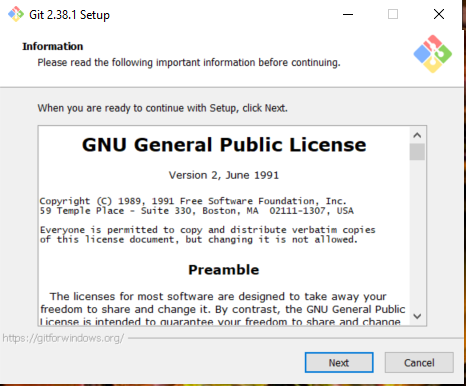 Git 2.38.1 Setup
Information
Please read the following important information before continuing.
When you are ready to continue with Setup, click Next.
GNU General Public License
Version 2, June 1991
Copyright (C) 1989, 1991 Free Software Foundation, Inc.
59 Temple Place - Suite 330, Boston, MA  02111-1307, USA
Everyone is permitted to copy and distribute verbatim copies
of this license document, but changing it is not allowed.
Preamble
The licenses for most software are designed to take away your
freedom to share and change it. By contrast, the GNU General Public
License is intended to guarantee your freedom to share and change
https://gitforwindows.org/
Next
Cancel